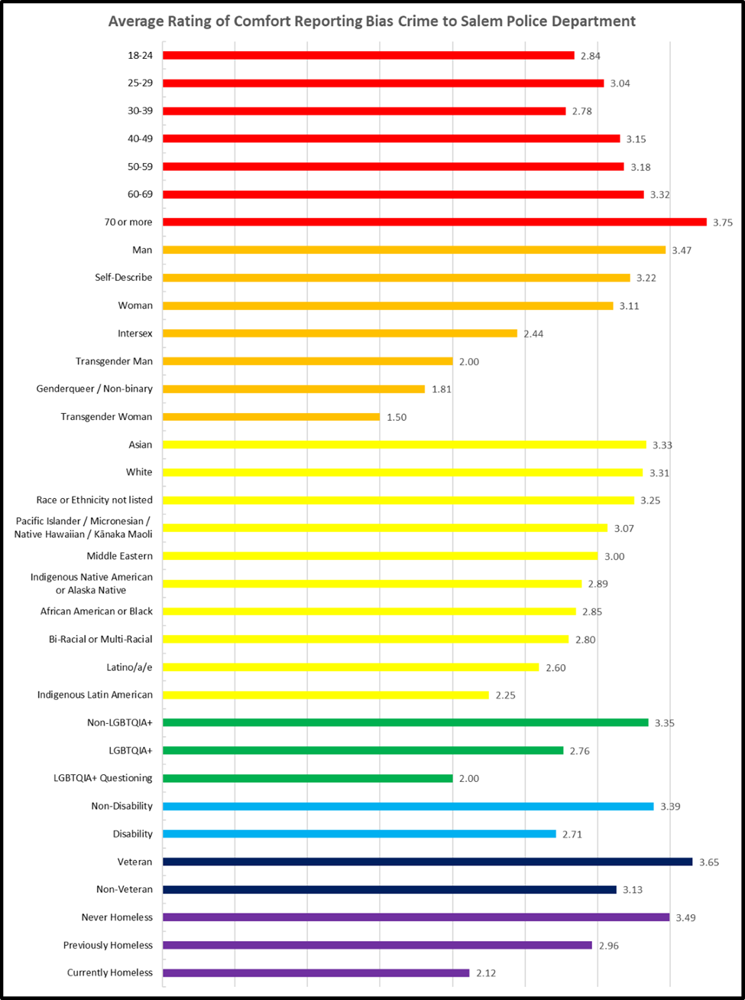 Average Rating of Comfort Reporting Bias Crime to Salem Police Department
18-24 2.84
25-29 3.04
30-39 2.78
40-49 3.15
50-59 3.18
60-69 3.32
70 or more 3.75
Man 3.47
Self-Describe 3.22
Woman 3.11
Intersex 2.44
Transgender Man 2.00
Genderqueer / Non-binary 1.81
Transgender Woman 1.50
Asian 3.33
White 3.31
Race or Ethnicity not listed 3.25
Pacific Islander / Micronesian /
Native Hawaiian / Kānaka Maoli 3.07
Middle Eastern 3.00
Indigenous Native American
or Alaska Native 2.89
African American or Black 2.85
Bi-Racial or Multi-Racial 2.80
Latino/a/e 2.60
Indigenous Latin American 2.25
Non-LGBTQIA+ 3.35
LGBTQIA+ 2.76
LGBTQIA+ Questioning 2.00
Non-Disability 3.39
Disability 2.71
Veteran 3.65
Non-Veteran 3.13
Never Homeless 3.49
Previously Homeless 2.96
Currently Homeless 2.12